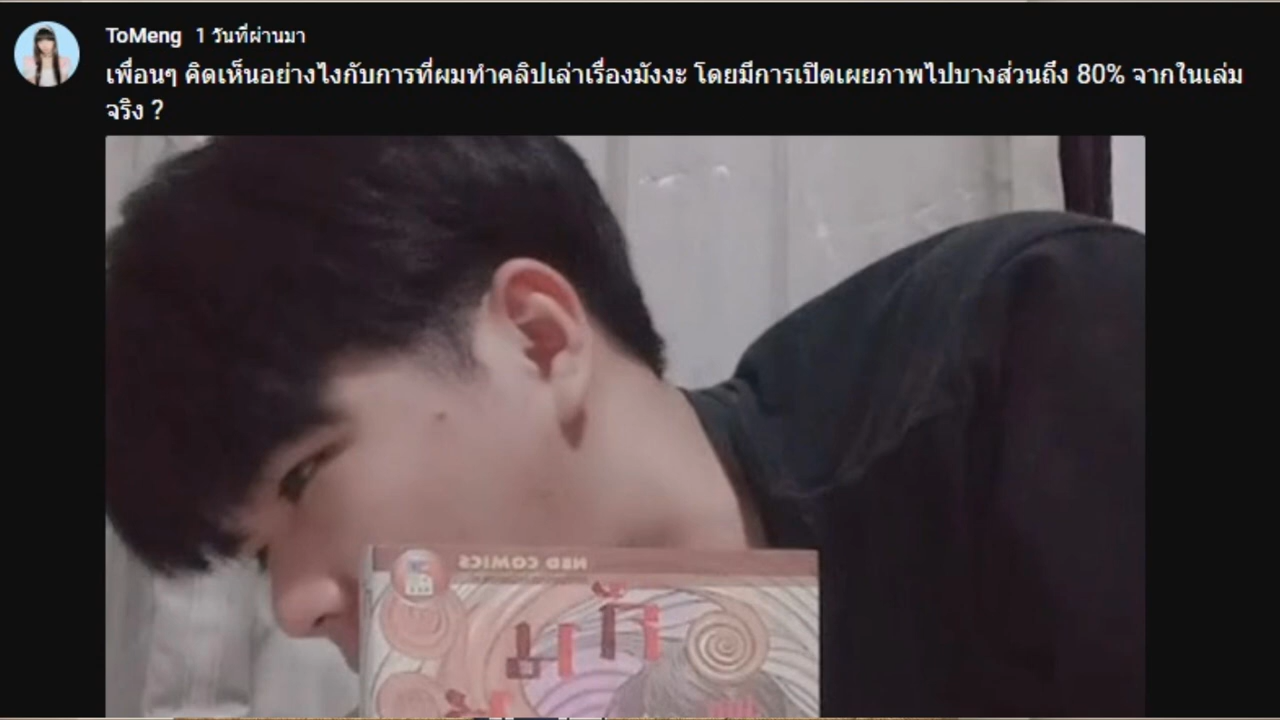 ToMeng 1 วันที่ผ่านมา
เพื่อนๆ คิดเห็นอย่างไงกับการที่ผมทำคลิปเล่าเรื่องมังงะ โดยมีการเปิดเผยภาพไปบางส่วนถึง 80% จากในเล่ม
จริง ?
NED COMICS